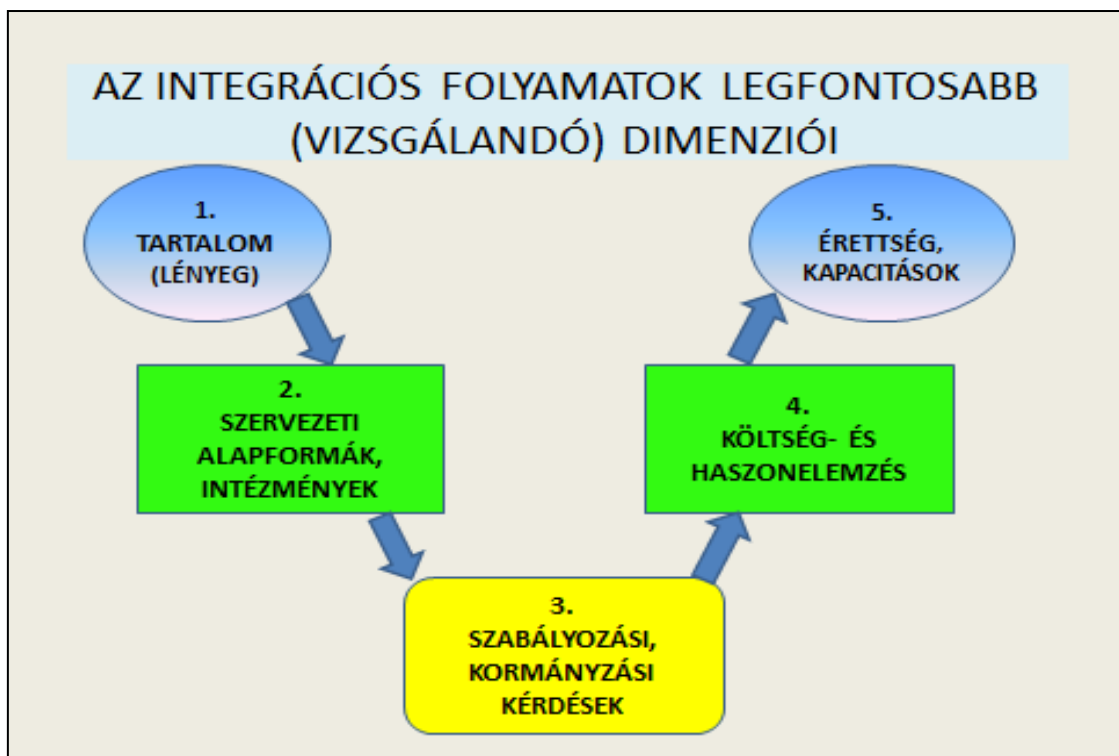 AZ INTEGRÁCIÓS FOLYAMATOK LEGFONTOSABB
(VIZSGÁLANDÓ) DIMENZIÓI
1.
TARTALOM
(LÉNYEG)
2.
SZERVEZETI
ALAPFORMÁK,
INTÉZMÉNYEK
3.
SZABÁLYOZÁSI,
KORMÁNYZÁSI
KÉRDÉSEK
4.
KÖLTSÉG- ÉS
HASZONELEMZÉS
5.
ÉRETTSÉG,
KAPACITÁSOK